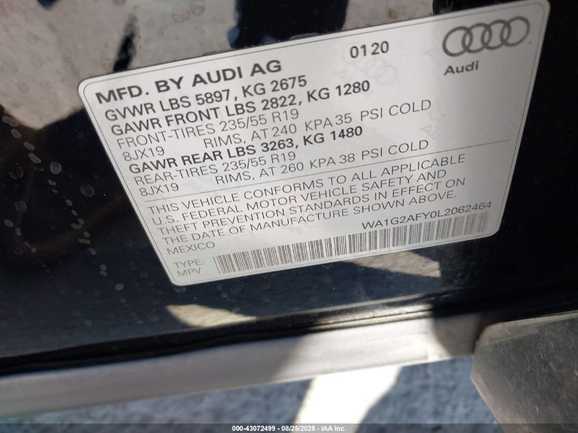 01 20
Audi
MFD. BY AUDI AG
GVWR LBS 5897, KG 2675
GAWR FRONT LBS 2822, KG 1280
FRONT-TIRES 235/55 R19
8JX19 RIMS, AT 240 KPA 35 PSI COLD
GAWR REAR LBS 3263, KG 1480
REAR-TIRES 235/55 R19
8JX19 RIMS, AT 260 KPA 38 PSI COLD
THIS VEHICLE CONFORMS TO ALL APPLICABLE
U.S. FEDERAL MOTOR VEHICLE SAFETY AND
THEFT PREVENTION STANDARDS IN EFFECT ON
THE DATE OF MANUFACTURE SHOWN ABOVE.
MEXICO
WA1G2AFY0L2062464
TYPE:
MPV
000-43072499 - 08/25/2025 - IAA, Inc.